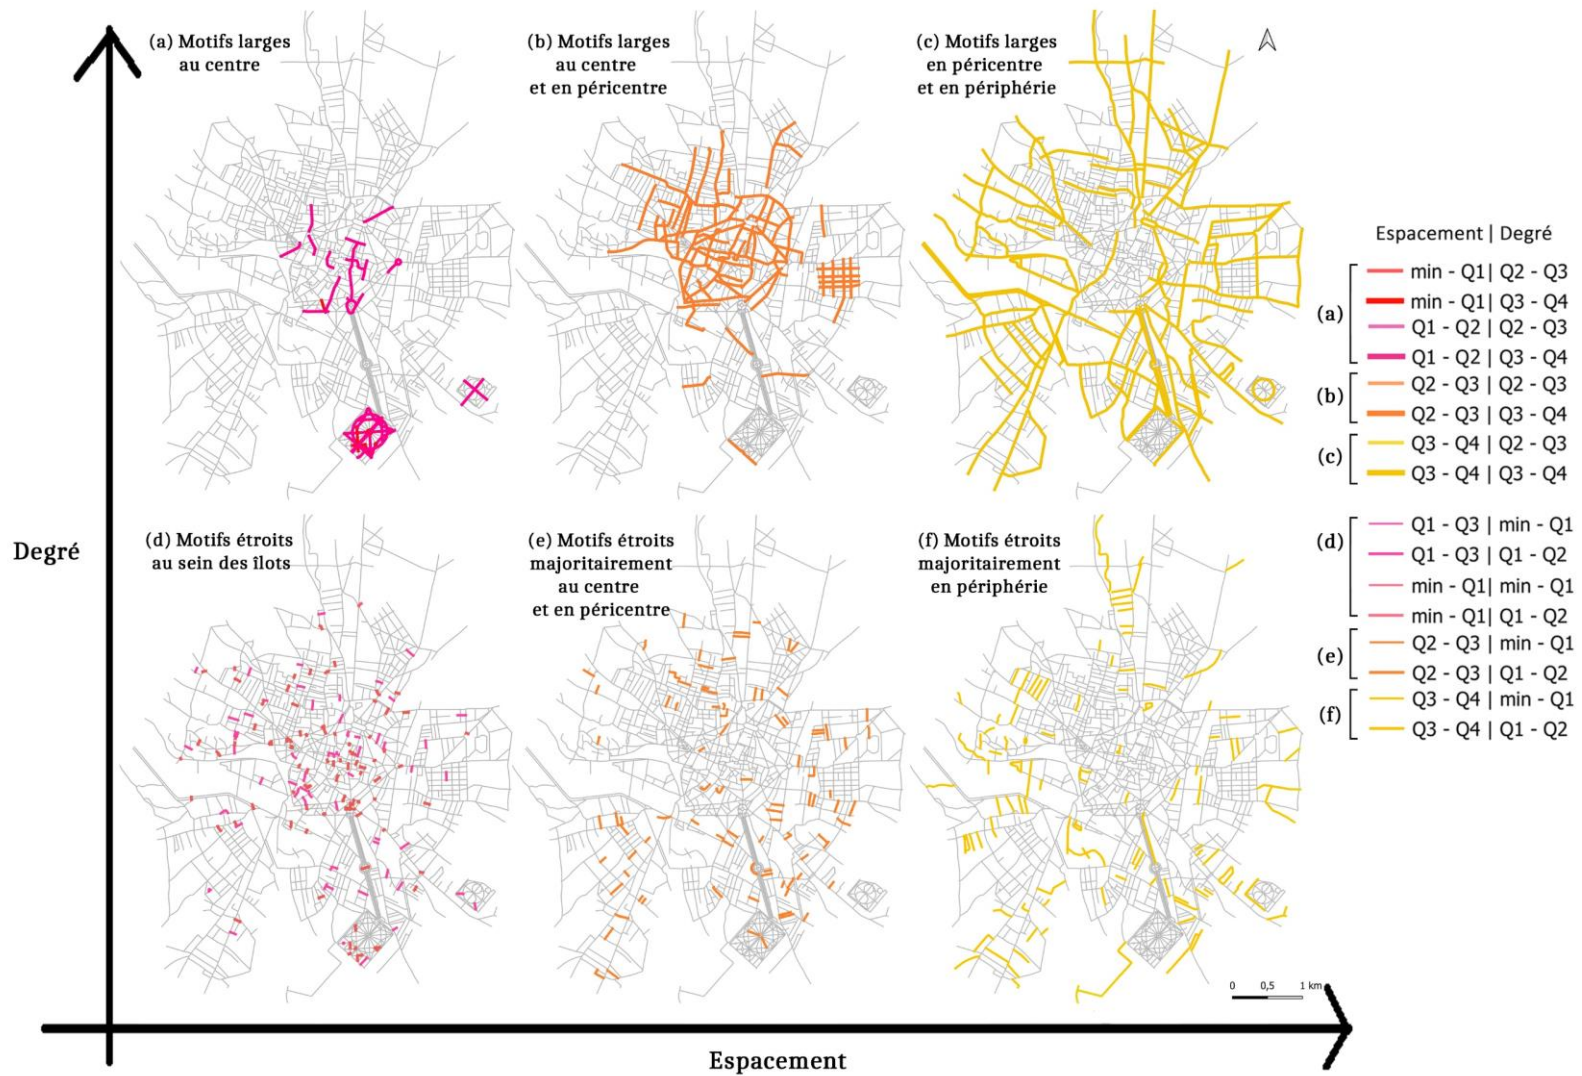 (a) Motifs larges
au centre
(b) Motifs larges
au centre
et en péricentre
(c) Motifs larges
en péricentre
et en périphérie
Degré
(d) Motifs étroits
au sein des îlots
(e) Motifs étroits
majoritairement
au centre
et en péricentre
(f) Motifs étroits
majoritairement
en périphérie
Espacement | Degré
(a)
min - Q1| Q2 - Q3
min - Q1| Q3 - Q4
Q1 - Q2 | Q2 - Q3
Q1 - Q2 | Q3 - Q4
(b)
Q2 - Q3 | Q2 - Q3
Q2 - Q3 | Q3 - Q4
(c)
Q3 - Q4 | Q2 - Q3
Q3 - Q4 | Q3 - Q4
(d)
Q1 - Q3 | min - Q1
Q1 - Q3 | Q1 - Q2
min - Q1| min - Q1
min - Q1| Q1 - Q2
(e)
Q2 - Q3 | min - Q1
Q2 - Q3 | Q1 - Q2
(f)
Q3 - Q4 | min - Q1
Q3 - Q4 | Q1 - Q2
0 0,5 1 km
Espacement